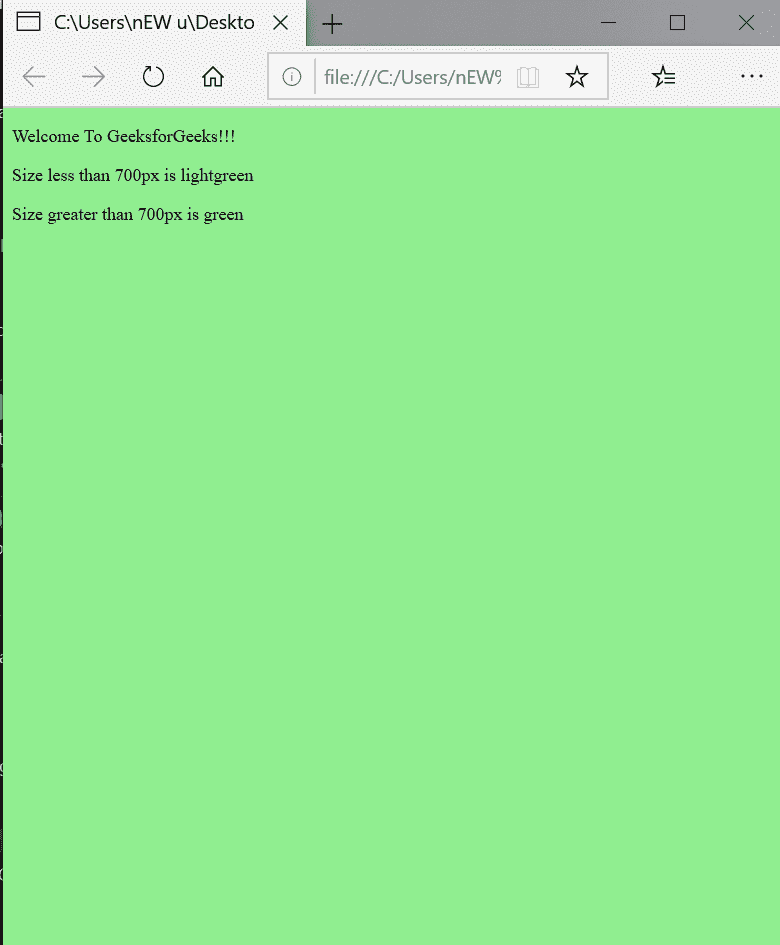 C:\Users\nEW u\Deskto
file:///C:/Users/nEW%
Welcome To GeeksforGeeks!!!
Size less than 700px is lightgreen
Size greater than 700px is green